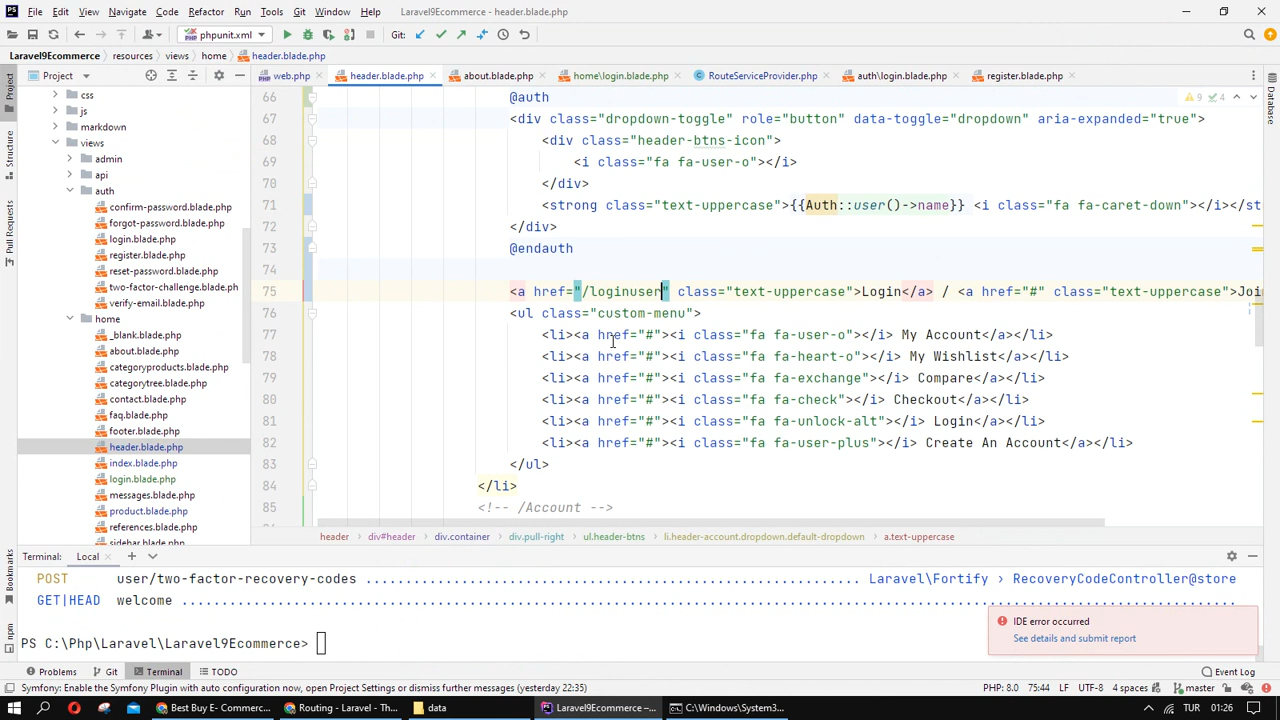 File Edit View Navigate Code Refactor Run Tools Git Window Help Laravel9Ecommerce - header.blade.php
phpunit.xml Git:
Laravel9Ecommerce resources views home header.blade.php
Project web.php header.blade.php about.blade.php home\login.blade.php RouteServiceProvider.php auth\login.blade.php register.blade.php
Project
Structure
Pull Requests
Bookmarks
npm
Database
css
js
markdown
views
admin
api
auth
confirm-password.blade.php
forgot-password.blade.php
login.blade.php
register.blade.php
reset-password.blade.php
two-factor-challenge.blade.ph
verify-email.blade.php
home
_blank.blade.php
about.blade.php
categoryproducts.blade.php
categorytree.blade.php
contact.blade.php
faq.blade.php
footer.blade.php
header.blade.php
index.blade.php
login.blade.php
messages.blade.php
product.blade.php
references.blade.php
sidebar.blade.php
9 4
66 @auth
67 <div class="dropdown-toggle" role="button" data-toggle="dropdown" aria-expanded="true">
68 <div class="header-btns-icon">
69 <i class="fa fa-user-o"></i>
70 </div>
71 <strong class="text-uppercase">{{Auth::user()->name}} <i class="fa fa-caret-down"></i></st
72 </div>
73 @endauth
74
75 <a href="/loginuser" class="text-uppercase">Login</a> / <a href="#" class="text-uppercase">Joi
76 <ul class="custom-menu">
77 <li><a href="#"><i class="fa fa-user-o"></i> My Account</a></li>
78 <li><a href="#"><i class="fa fa-heart-o"></i> My Wishlist</a></li>
79 <li><a href="#"><i class="fa fa-exchange"></i> Compare</a></li>
80 <li><a href="#"><i class="fa fa-check"></i> Checkout</a></li>
81 <li><a href="#"><i class="fa fa-unlock-alt"></i> Login</a></li>
82 <li><a href="#"><i class="fa fa-user-plus"></i> Create An Account</a></li>
83 </ul>
84 </li>
85 <!-- /Account -->
header div#header div.container div.pull-right ul.header-btns li.header-account.dropdown.default-dropdown a.text-uppercase
Terminal: Local
POST user/two-factor-recovery-codes ............................................................... Laravel\Fortify › RecoveryCodeController@store
GET|HEAD welcome ....................................................................................................................................
PS C:\Php\Laravel\Laravel9Ecommerce>
IDE error occurred
See details and submit report
Problems Git Terminal TODO Event Log
Symfony: Enable the Symfony Plugin with auto configuration now, open Project Settings or dismiss further messages (yesterday 22:35) PHP: 8.0 75:44 LF UTF-8 4 spaces master
Best Buy E- Commerc... Routing - Laravel - Th... data Laravel9Ecommerce –... C:\Windows\System3... TUR 01:26